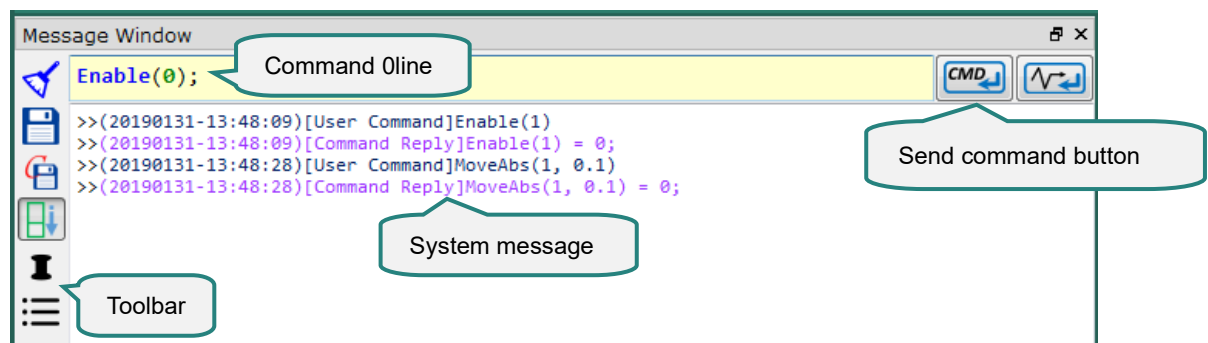 Message Window
Command 0line
Enable(0);
CMD
>>(20190131-13:48:09)[User Command]Enable(1)
>>(20190131-13:48:09)[Command Reply]Enable(1) = 0;
>>(20190131-13:48:28)[User Command]MoveAbs(1, 0.1)
>>(20190131-13:48:28)[Command Reply]MoveAbs(1, 0.1) = 0;
Send command button
System message
Toolbar